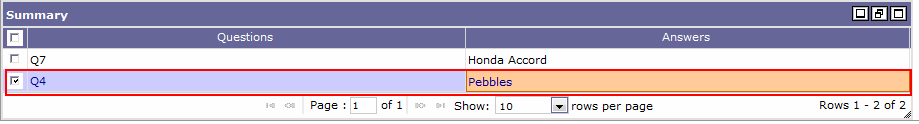 Summary
Questions Answers
Q7 Honda Accord
Q4 Pebbles
Page : 1 of 1 Show: 10 rows per page Rows 1 - 2 of 2